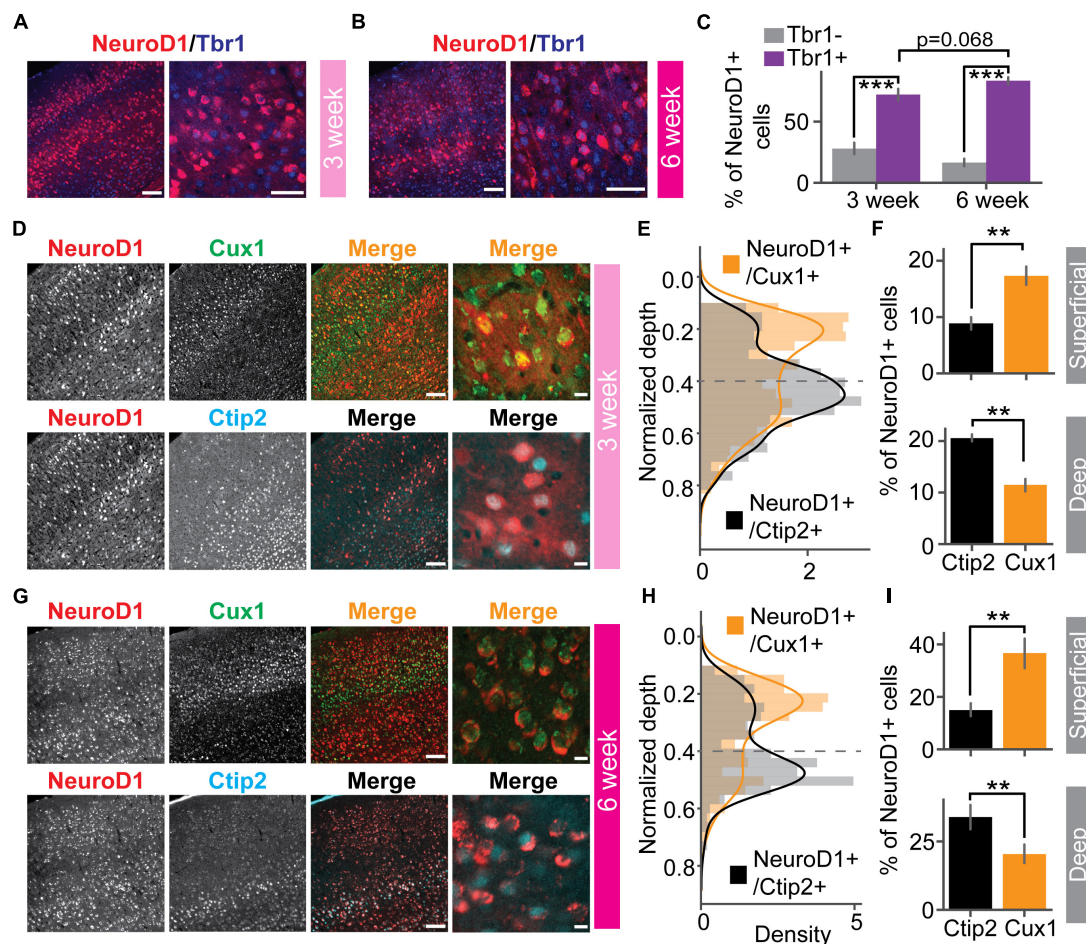 A
NeuroD1/Tbr1
3 week
B
NeuroD1/Tbr1
6 week
C
Tbr1-
Tbr1+
p=0.068
***
***
% of NeuroD1+
cells
50
0
3 week
6 week
D
NeuroD1
Cux1
Merge
Merge
NeuroD1
Ctip2
Merge
Merge
3 week
E
NeuroD1+
/Cux1+
Normalized depth
0.0
0.2
0.4
0.6
0.8
NeuroD1+
/Ctip2+
0
2
F
**
20
10
0
Superficial
% of NeuroD1+ cells
**
20
10
0
Deep
Ctip2
Cux1
G
NeuroD1
Cux1
Merge
Merge
NeuroD1
Ctip2
Merge
Merge
6 week
H
NeuroD1+
/Cux1+
Normalized depth
0.0
0.2
0.4
0.6
0.8
NeuroD1+
/Ctip2+
0
5
Density
I
**
40
20
0
Superficial
% of NeuroD1+ cells
**
25
0
Deep
Ctip2
Cux1